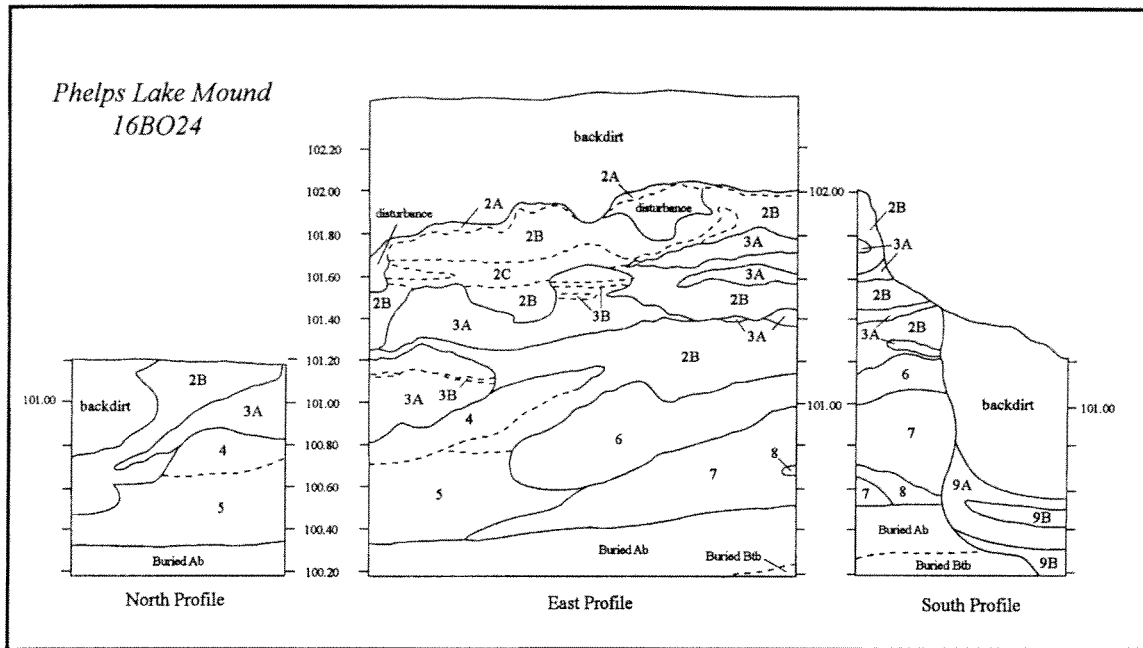 Phelps Lake Mound
16BO24
backdirt
102.20
102.00
101.80
101.60
101.40
101.20
101.00
100.80
100.60
100.40
100.20
101.00
102.00
101.00
101.00
disturbance
2A
2A
disturbance
2B
2B
3A
2C
3A
2B
2B
2B
3B
3A
3A
2B
3B
3A
4
6
8
7
5
Buried Ab
Buried Btb
backdirt
2B
3A
4
5
Buried Ab
2B
3A
2B
3A
2B
6
backdirt
7
9A
7
8
9B
Buried Ab
Buried Btb
9B
North Profile
East Profile
South Profile